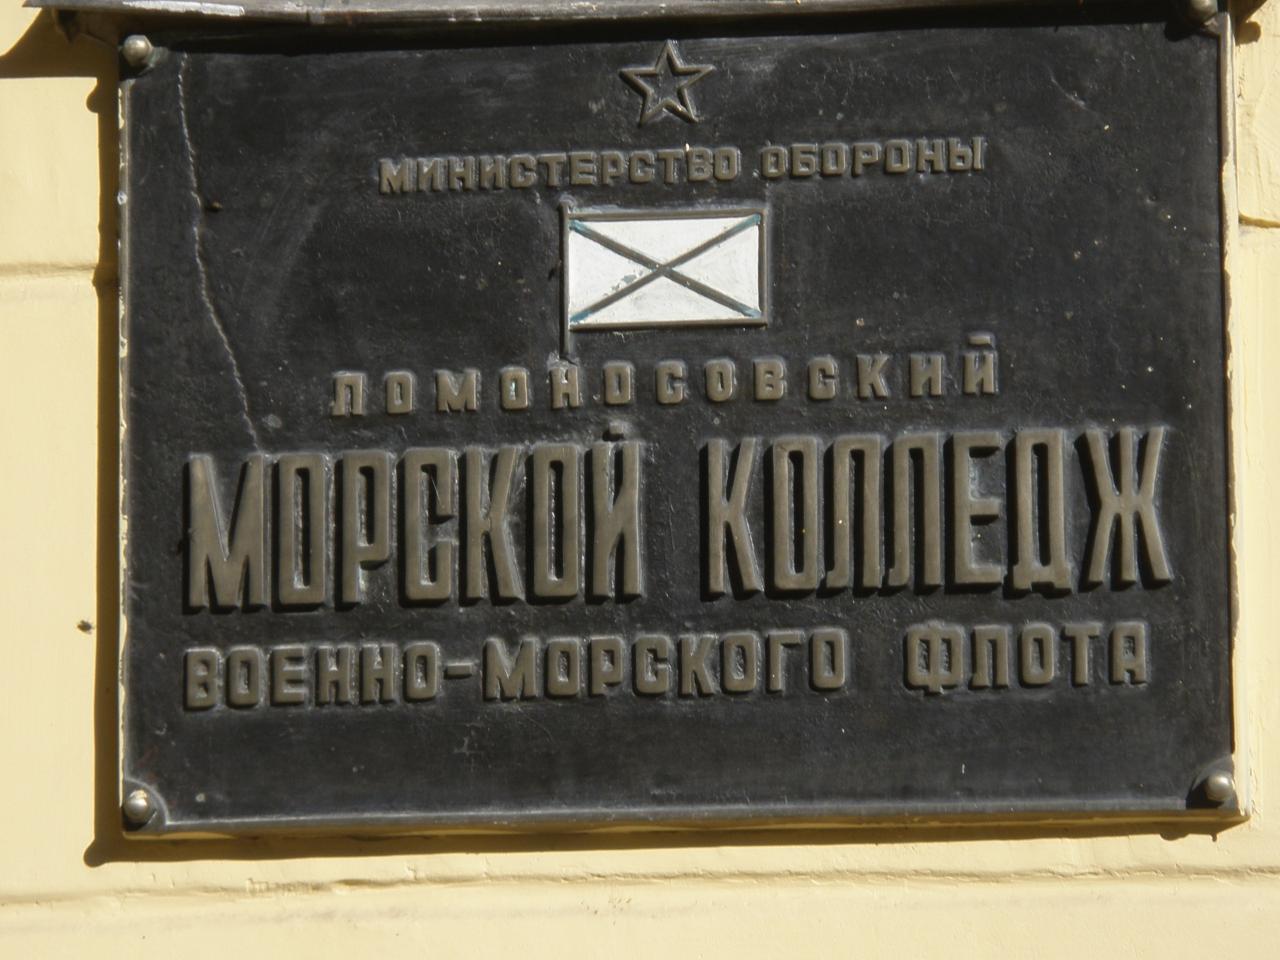 МИНИСТЕРСТВО ОБОРОНЫ
ЛОМОНОСОВСКИЙ
МОРСКОЙ КОЛЛЕДЖ
ВОЕННО-МОРСКОГО ФЛОТА